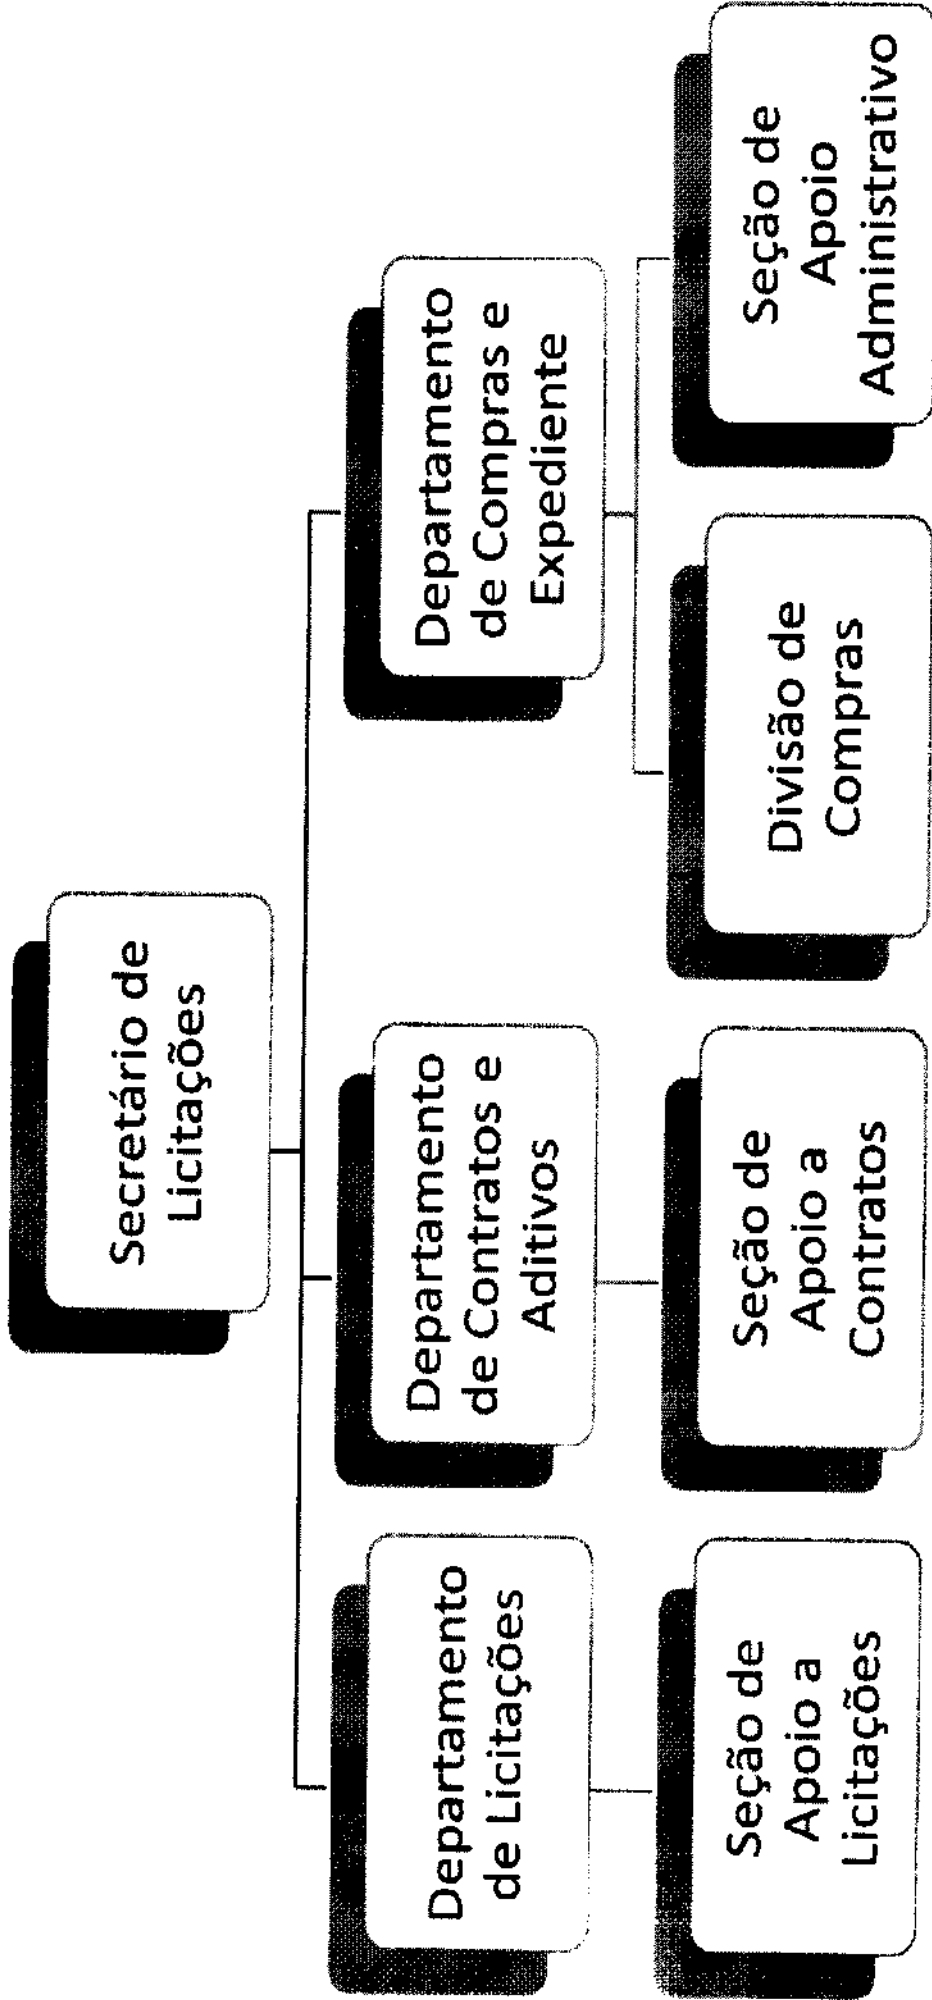 Secretário de
Licitações
Departamento
de Licitações
Departamento
de Contratos e
Aditivos
Departamento
de Compras e
Expediente
Seção de
Apoio a
Licitações
Seção de
Apoio a
Contratos
Divisão de
Compras
Seção de
Apoio
Administrativo